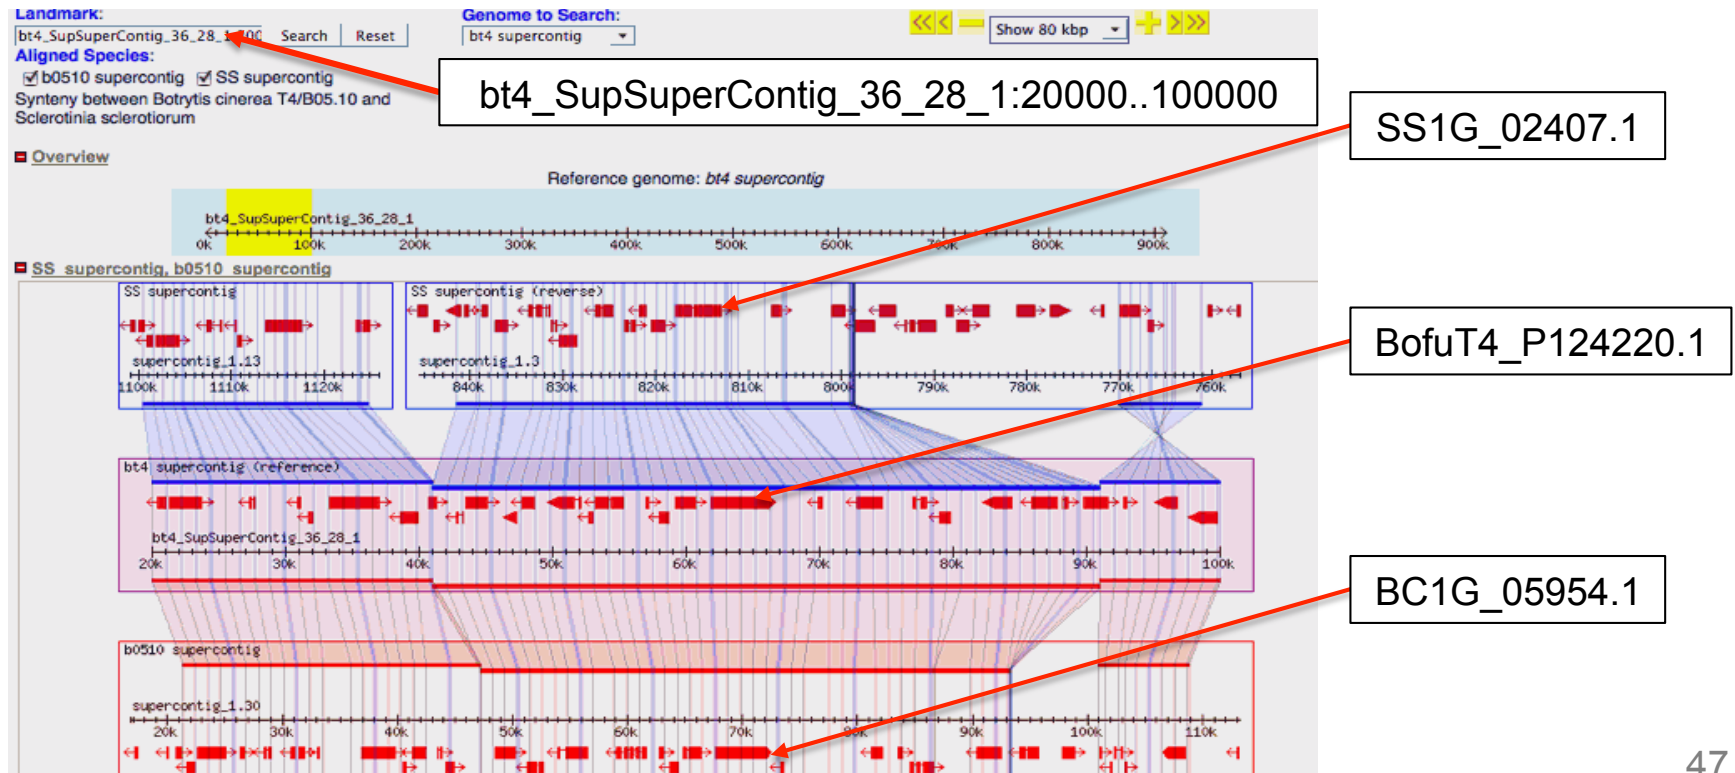 Landmark:
Genome to Search:
bt4_SupSuperContig_36_28_1
Search
Reset
bt4 supercontig
Show 80 kbp
Aligned Species:
b0510 supercontig
SS supercontig
Synteny between Botrytis cinerea T4/B05.10 and
Sclerotinia sclerotiorum
bt4_SupSuperContig_36_28_1:20000..100000
SS1G_02407.1
Overview
Reference genome: bt4 supercontig
bt4_SupSuperContig_36_28_1
0k 100k 200k 300k 400k 500k 600k 700k 800k 900k
SS supercontig, b0510 supercontig
SS supercontig
SS supercontig (reverse)
supercontig_1.13
supercontig_1.3
1100k 1110k 1120k
840k 830k 820k 810k 800k 790k 780k 770k 760k
BofuT4_P124220.1
bt4 supercontig (reference)
bt4_SupSuperContig_36_28_1
20k 30k 40k 50k 60k 70k 80k 90k 100k
BC1G_05954.1
b0510 supercontig
supercontig_1.30
20k 30k 40k 50k 60k 70k 80k 90k 100k 110k
47